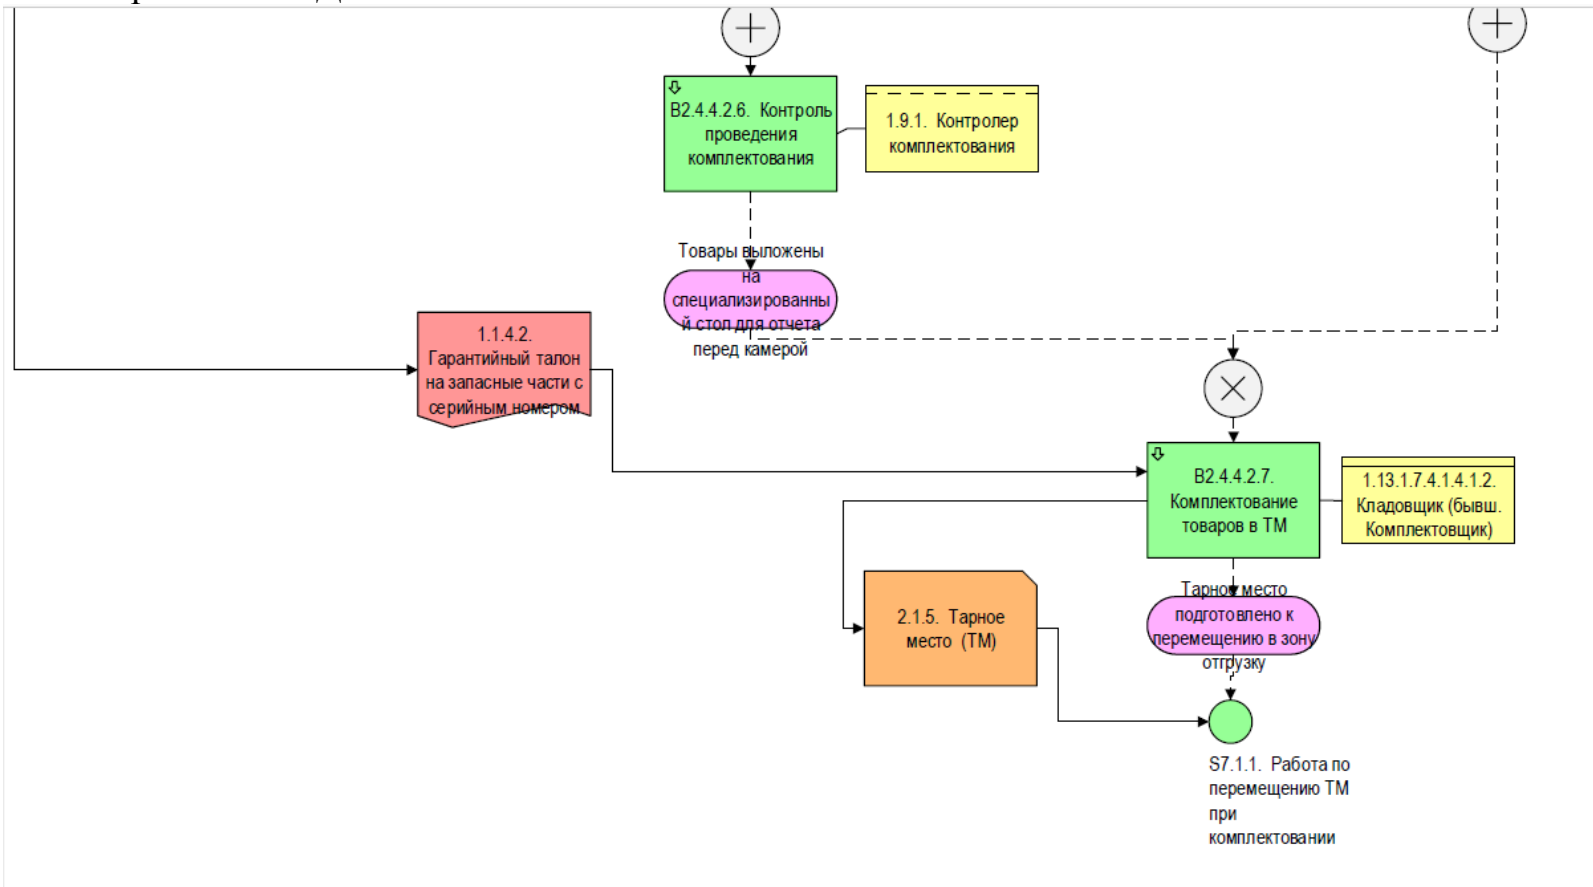 B2.4.4.2.6. Контроль
проведения
комплектования
1.9.1. Контролер
комплектования
Товары выложены
на
специализированны
й стол для отчета
перед камерой
1.1.4.2.
Гарантийный талон
на запасные части с
серийным номером
B2.4.4.2.7.
Комплектование
товаров в ТМ
1.13.1.7.4.1.4.1.2.
Кладовщик (бывш.
Комплектовщик)
2.1.5. Тарное
место (ТМ)
Тарное место
подготовлено к
перемещению в зону
отгрузку
S7.1.1. Работа по
перемещению ТМ
при
комплектовании